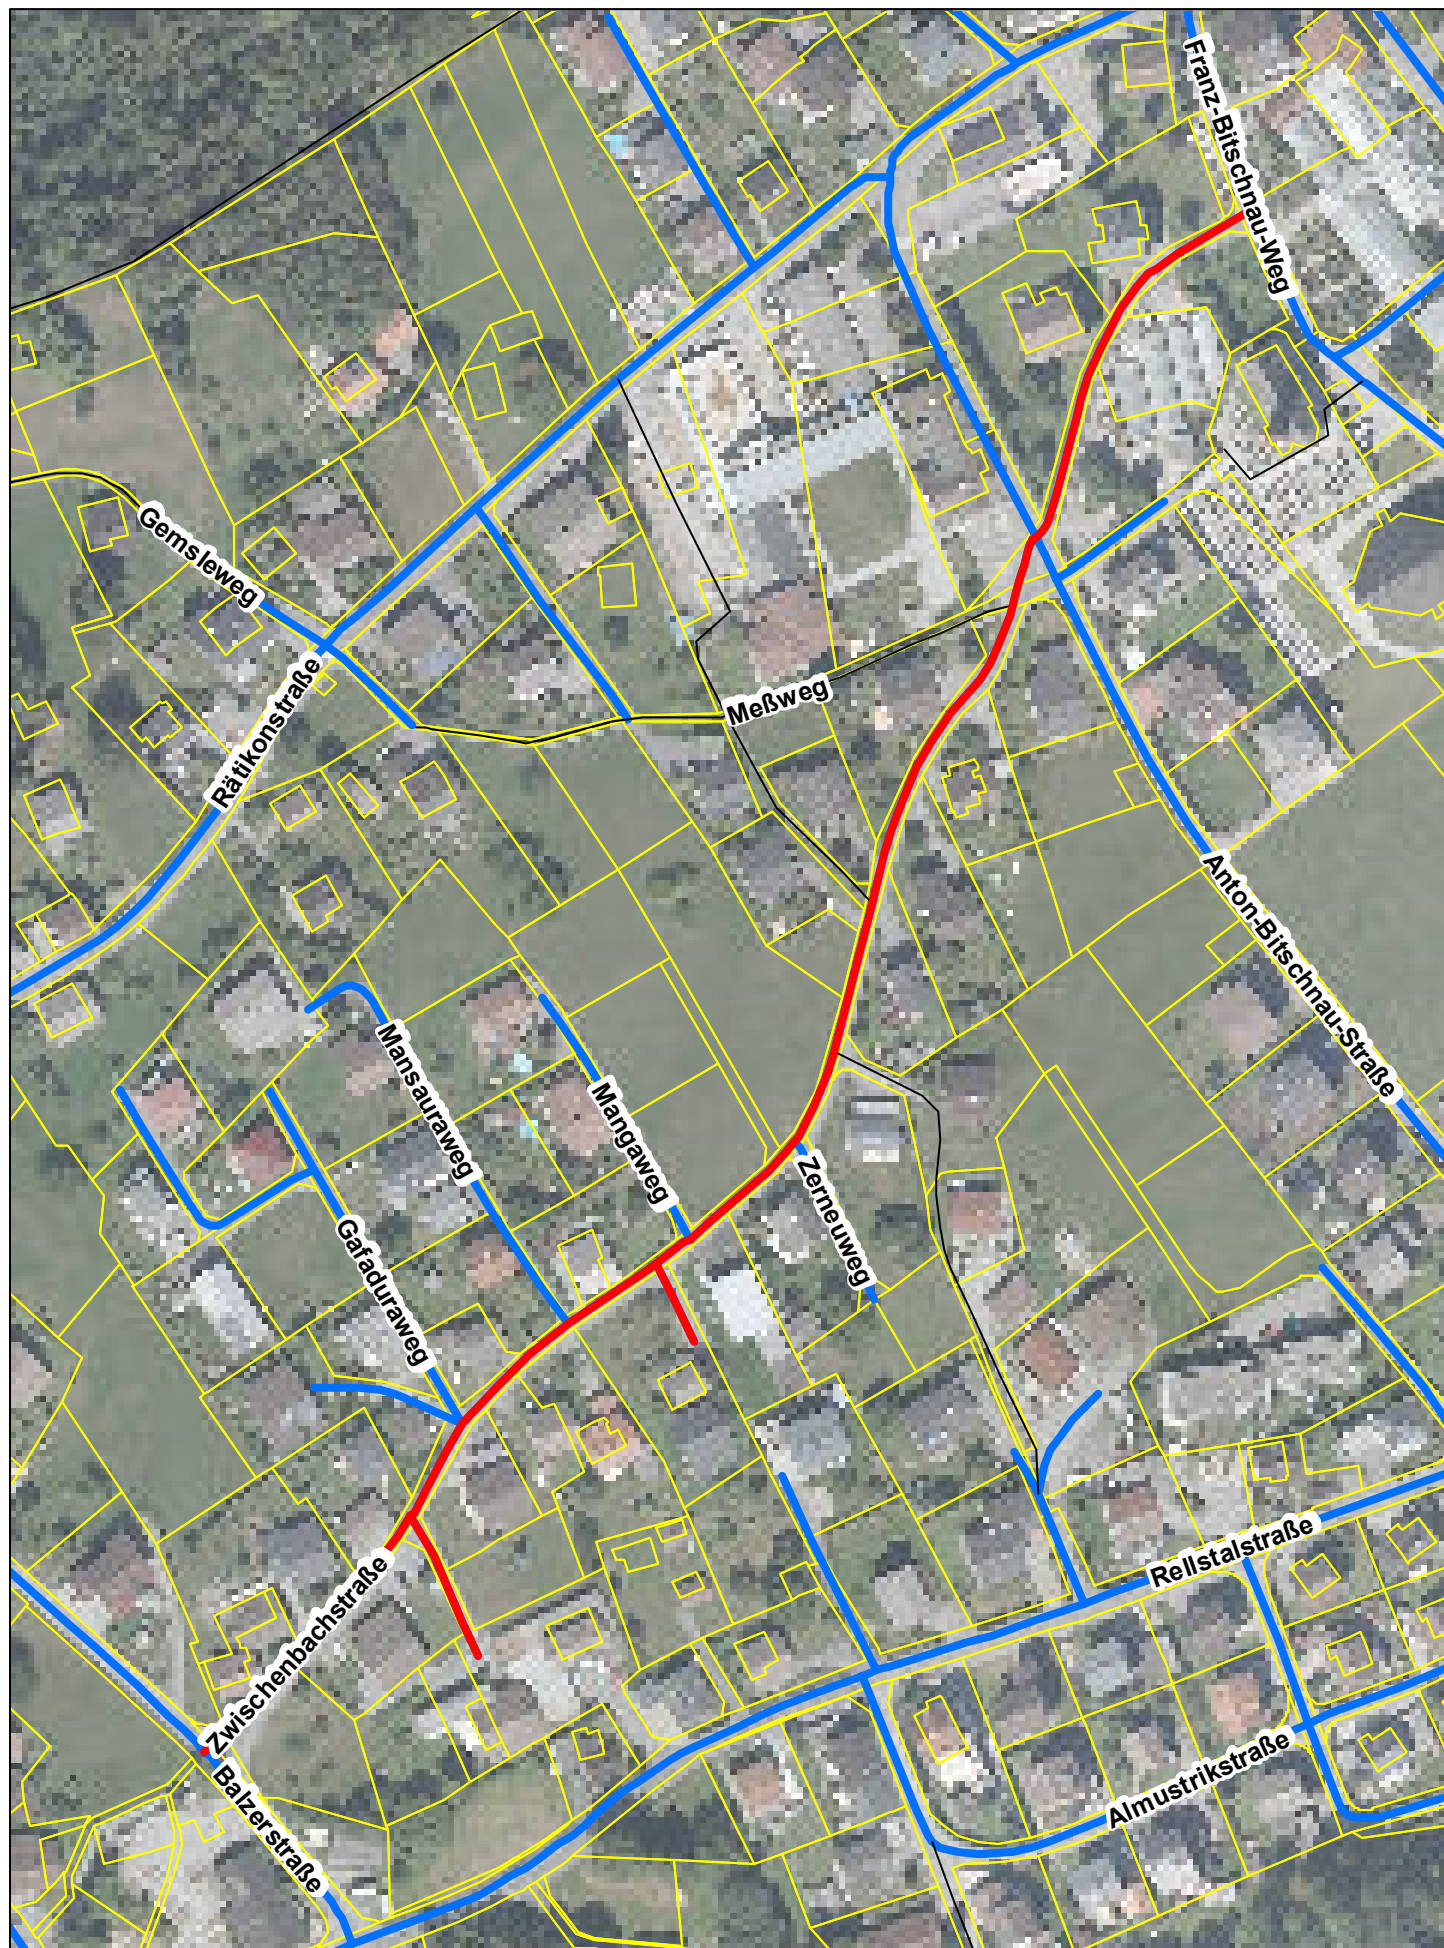 Franz-Bitschnau-Weg
Gemsleweg
Rätikonstraße
Meßweg
Anton-Bitschnau-Straße
Mansauraweg
Mangaweg
Zerneuweg
Gafaduraweg
Rellstalstraße
Zwischenbachstraße
Almustrikstraße
Balzerstraße